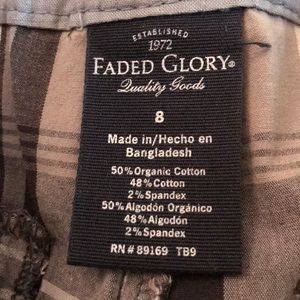 ESTABLISHED
1972
FADED GLORY®
Quality Goods
8
Made in/Hecho en
Bangladesh
50% Organic Cotton
48% Cotton
2% Spandex
50% Algodón Orgánico
48% Algodón
2% Spandex
RN # 89169 TB9